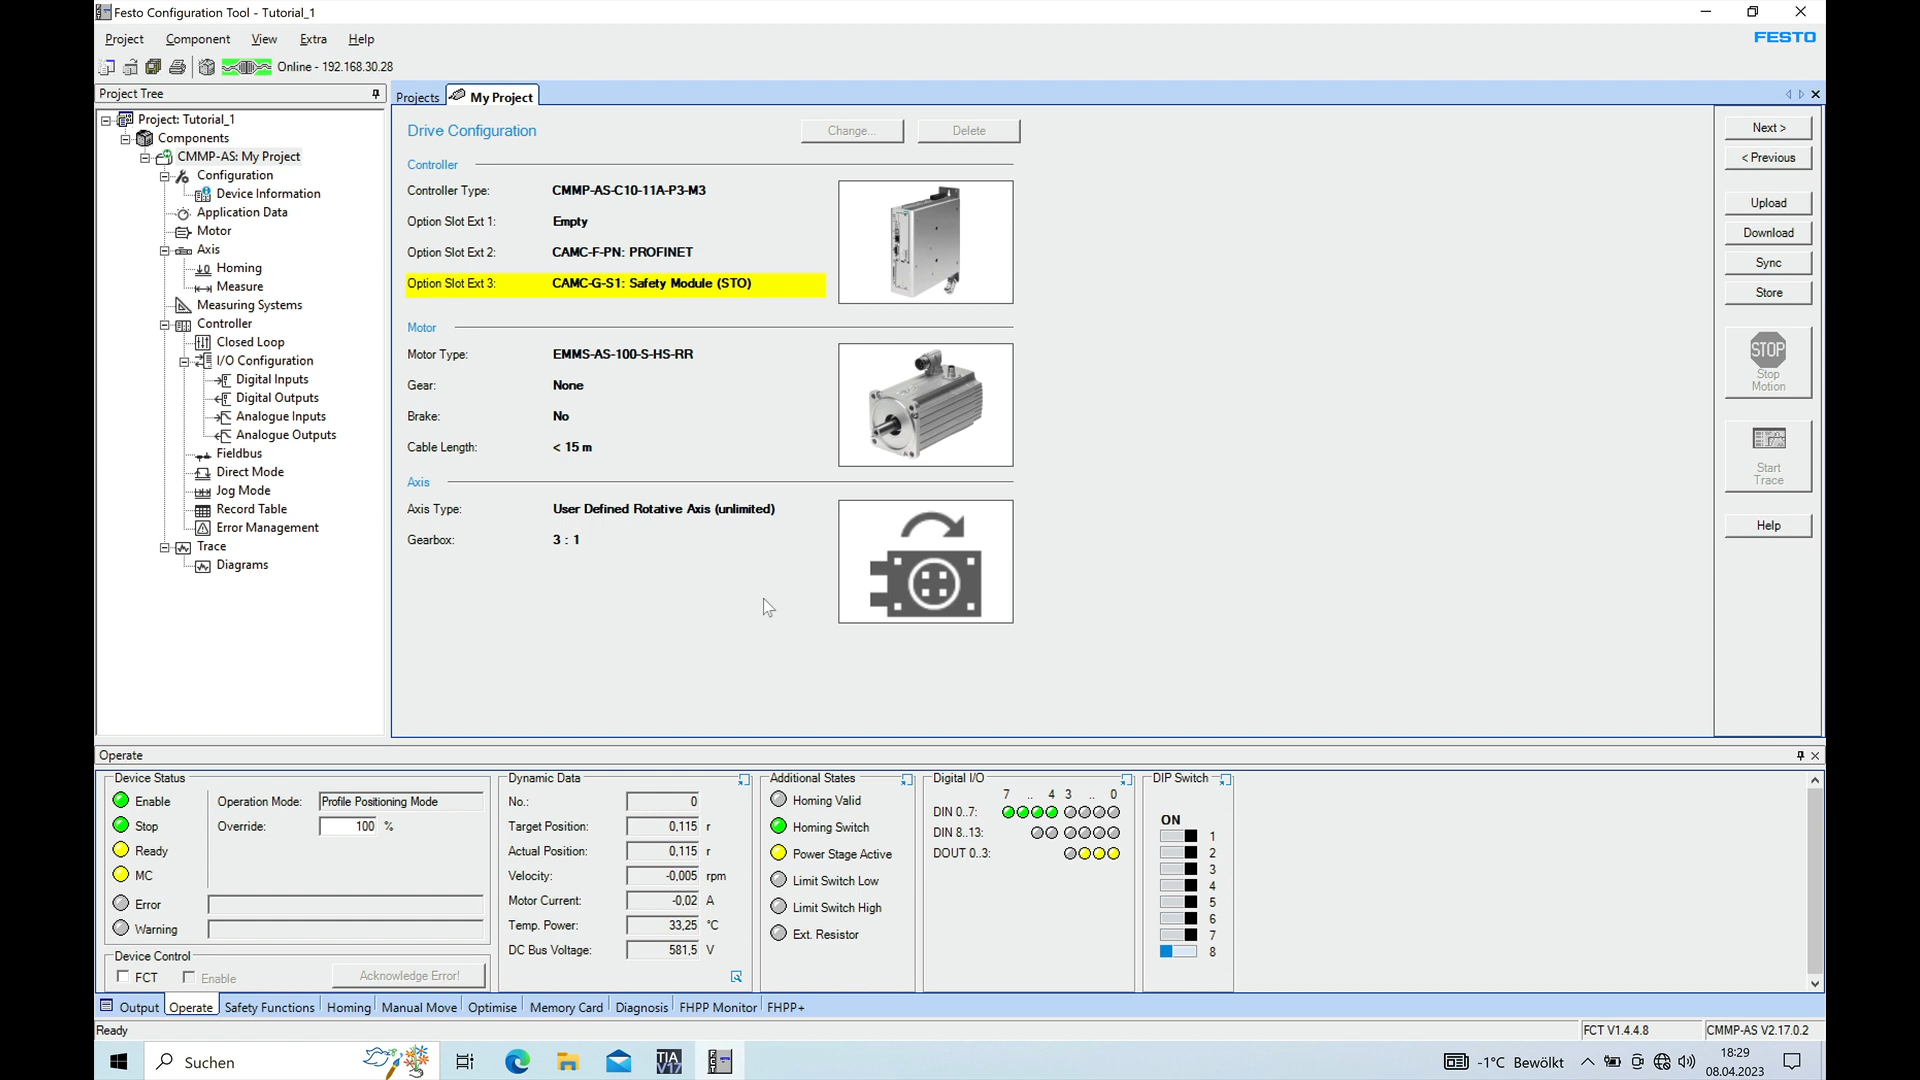 Festo Configuration Tool - Tutorial_1
Project Component View Extra Help
FESTO
Online - 192.168.30.28
Project Tree
Projects My Project
Project: Tutorial_1
Components
CMMP-AS: My Project
Configuration
Device Information
Application Data
Motor
Axis
Homing
Measure
Measuring Systems
Controller
Closed Loop
I/O Configuration
Digital Inputs
Digital Outputs
Analogue Inputs
Analogue Outputs
Fieldbus
Direct Mode
Jog Mode
Record Table
Error Management
Trace
Diagrams
Drive Configuration
Change... Delete
Controller
Controller Type: CMMP-AS-C10-11A-P3-M3
Option Slot Ext 1: Empty
Option Slot Ext 2: CAMC-F-PN: PROFINET
Option Slot Ext 3: CAMC-G-S1: Safety Module (STO)
Motor
Motor Type: EMMS-AS-100-S-HS-RR
Gear: None
Brake: No
Cable Length: < 15 m
Axis
Axis Type: User Defined Rotative Axis (unlimited)
Gearbox: 3 : 1
Next >
< Previous
Upload
Download
Sync
Store
STOP
Stop
Motion
Start
Trace
Help
Operate
Device Status
Enable
Stop
Ready
MC
Error
Warning
Operation Mode: Profile Positioning Mode
Override: 100 %
Device Control
FCT Enable Acknowledge Error!
Dynamic Data
No.: 0
Target Position: 0,115 r
Actual Position: 0,115 r
Velocity: -0,005 rpm
Motor Current: -0,02 A
Temp. Power: 33,25 °C
DC Bus Voltage: 581,5 V
Additional States
Homing Valid
Homing Switch
Power Stage Active
Limit Switch Low
Limit Switch High
Ext. Resistor
Digital I/O
7 .. 4 3 .. 0
DIN 0..7:
DIN 8..13:
DOUT 0..3:
DIP Switch
ON
1
2
3
4
5
6
7
8
Output Operate Safety Functions Homing Manual Move Optimise Memory Card Diagnosis FHPP Monitor FHPP+
Ready
FCT V1.4.4.8 CMMP-AS V2.17.0.2
Suchen
TIA
V17
-1°C Bewölkt
18:29
08.04.2023